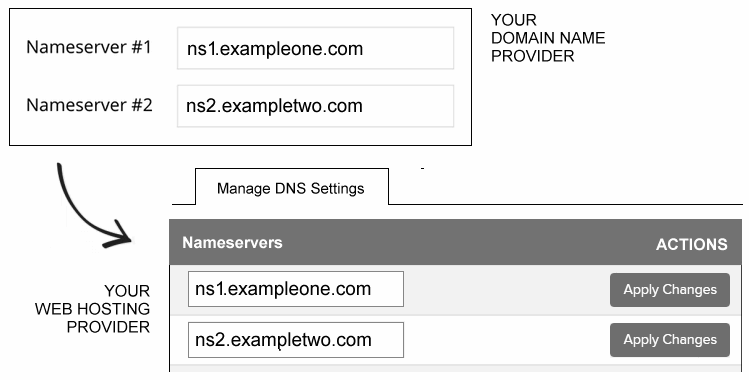 Nameserver #1
ns1.exampleone.com
YOUR
DOMAIN NAME
PROVIDER
Nameserver #2
ns2.exampletwo.com
Manage DNS Settings
Nameservers
ACTIONS
YOUR
WEB HOSTING
PROVIDER
ns1.exampleone.com
Apply Changes
ns2.exampletwo.com
Apply Changes